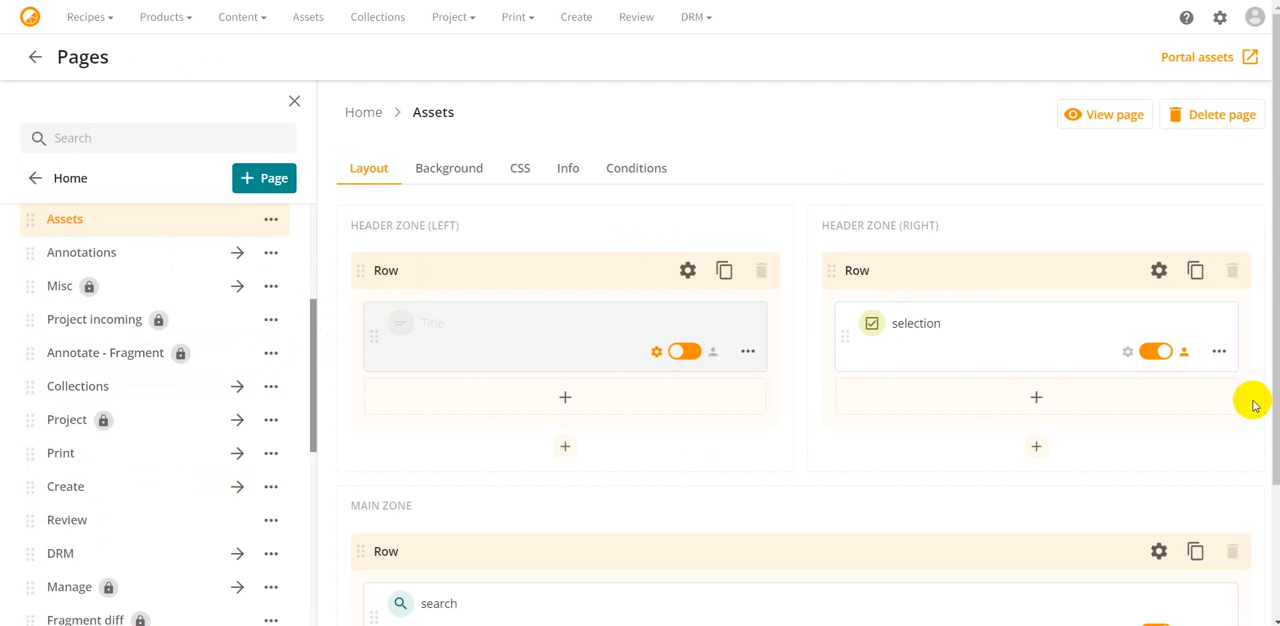 Recipes Products Content Assets Collections Project Print Create Review DRM
Pages
Portal assets
Search
Home
+ Page
Assets
Annotations
Misc
Project incoming
Annotate - Fragment
Collections
Project
Print
Create
Review
DRM
Manage
Fragment diff
Home > Assets
View page
Delete page
Layout Background CSS Info Conditions
HEADER ZONE (LEFT)
Row
Title
HEADER ZONE (RIGHT)
Row
selection
MAIN ZONE
Row
search